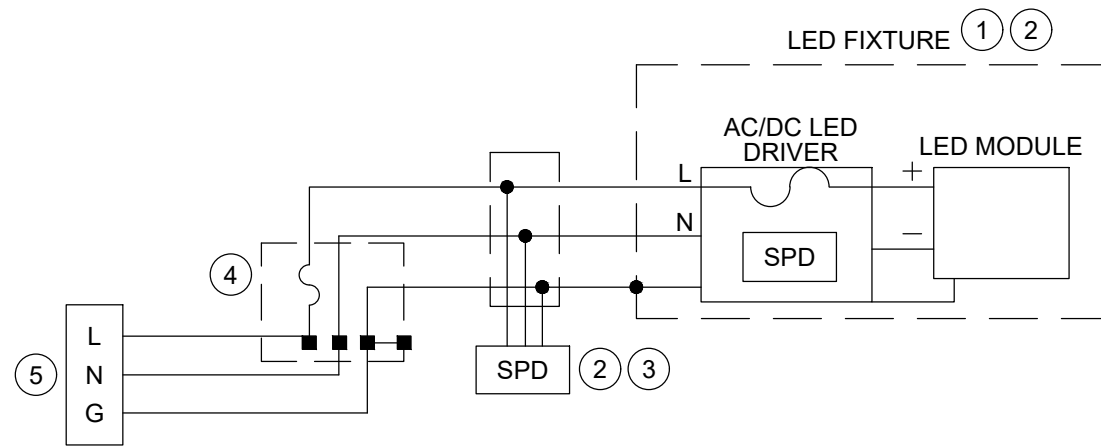 LED FIXTURE 1 2
AC/DC LED
DRIVER
LED MODULE
L
+
N
−
SPD
4
L
N
G
5
SPD
2 3